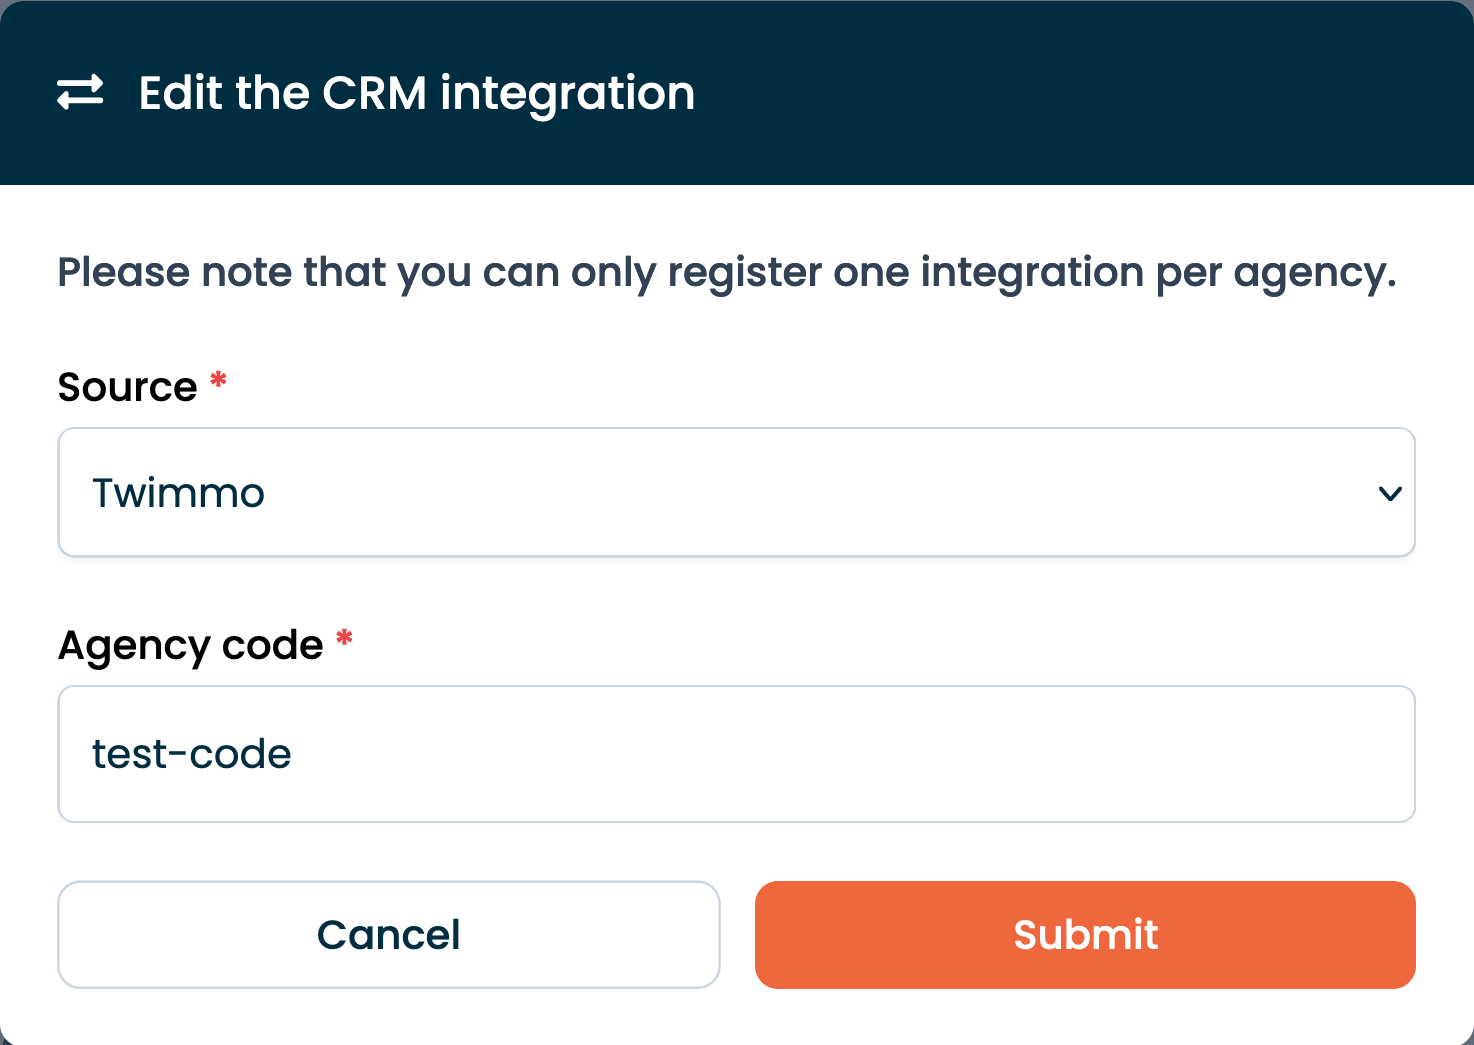 Edit the CRM integration
Please note that you can only register one integration per agency.
Source *
Twimmo
Agency code *
test-code
Cancel
Submit